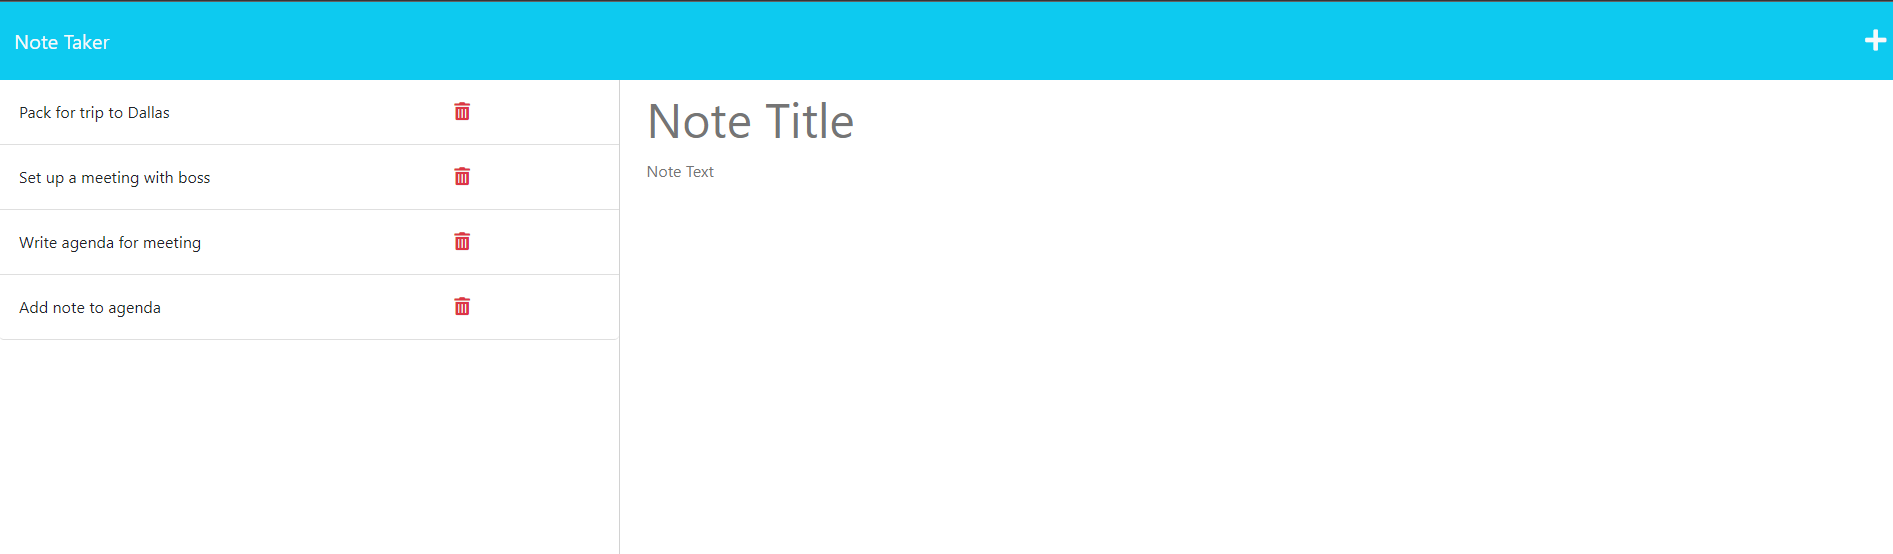 Note Taker
Pack for trip to Dallas
Set up a meeting with boss
Write agenda for meeting
Add note to agenda
Note Title
Note Text